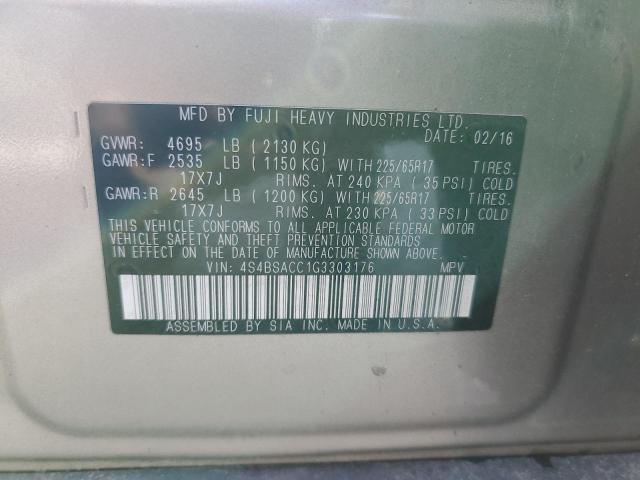 MFD BY FUJI HEAVY INDUSTRIES LTD.
DATE: 02/16
GVWR: 4695 LB (2130 KG)
GAWR:F 2535 LB (1150 KG) WITH 225/65R17 TIRES.
17X7J RIMS. AT 240 KPA (35 PSI) COLD
GAWR:R 2645 LB (1200 KG) WITH 225/65R17 TIRES.
17X7J RIMS. AT 230 KPA (33 PSI) COLD
THIS VEHICLE CONFORMS TO ALL APPLICABLE FEDERAL MOTOR
VEHICLE SAFETY AND THEFT PREVENTION STANDARDS
IN EFFECT ON THE DATE OF MANUFACTURE SHOWN ABOVE.
VIN: 4S4BSACC1G3303176 MPV
ASSEMBLED BY SIA INC. MADE IN U.S.A.